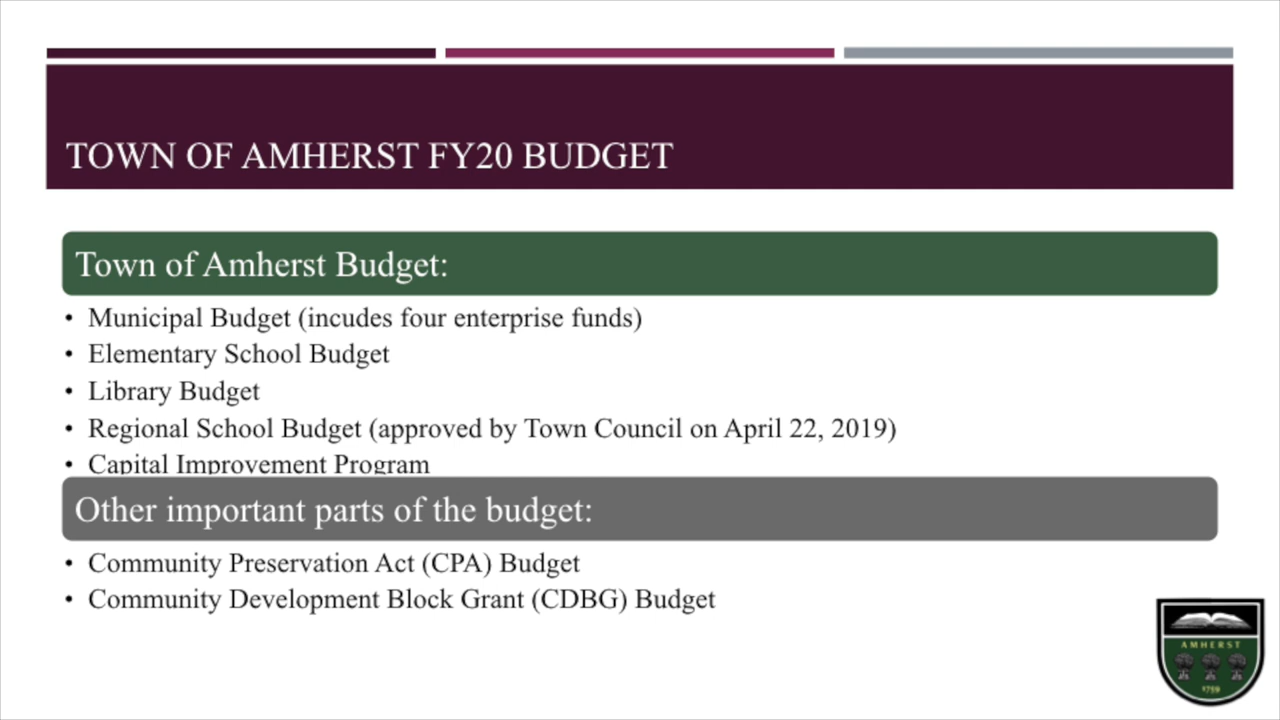 TOWN OF AMHERST FY20 BUDGET
Town of Amherst Budget:
• Municipal Budget (incudes four enterprise funds)
• Elementary School Budget
• Library Budget
• Regional School Budget (approved by Town Council on April 22, 2019)
• Capital Improvement Program
Other important parts of the budget:
• Community Preservation Act (CPA) Budget
• Community Development Block Grant (CDBG) Budget
AMHERST
1759